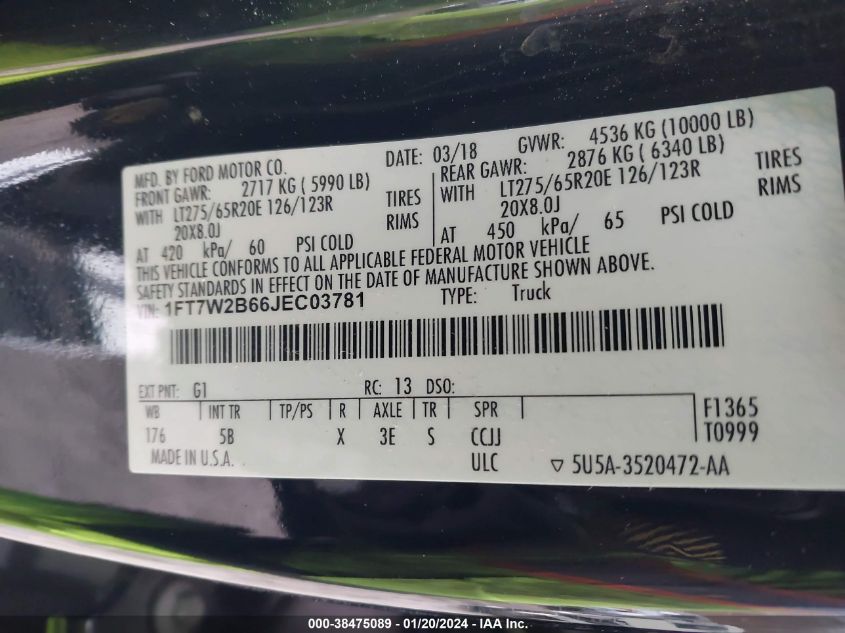 MFD. BY FORD MOTOR CO.
DATE: 03/18 GVWR: 4536 KG (10000 LB)
FRONT GAWR: 2717 KG ( 5990 LB)
REAR GAWR: 2876 KG ( 6340 LB)
WITH LT275/65R20E 126/123R TIRES
WITH LT275/65R20E 126/123R TIRES
20X8.0J RIMS
20X8.0J RIMS
AT 420 kPa/ 60 PSI COLD
AT 450 kPa/ 65 PSI COLD
THIS VEHICLE CONFORMS TO ALL APPLICABLE FEDERAL MOTOR VEHICLE
SAFETY STANDARDS IN EFFECT ON THE DATE OF MANUFACTURE SHOWN ABOVE.
VIN: 1FT7W2B66JEC03781 TYPE: Truck
EXT PNT: G1 RC: 13 DSO:
WB INT TR TP/PS R AXLE TR SPR F1365
176 5B X 3E S CCJJ T0999
MADE IN U.S.A. ULC ▽ 5U5A-3520472-AA
000-38475089 - 01/20/2024 - IAA Inc.